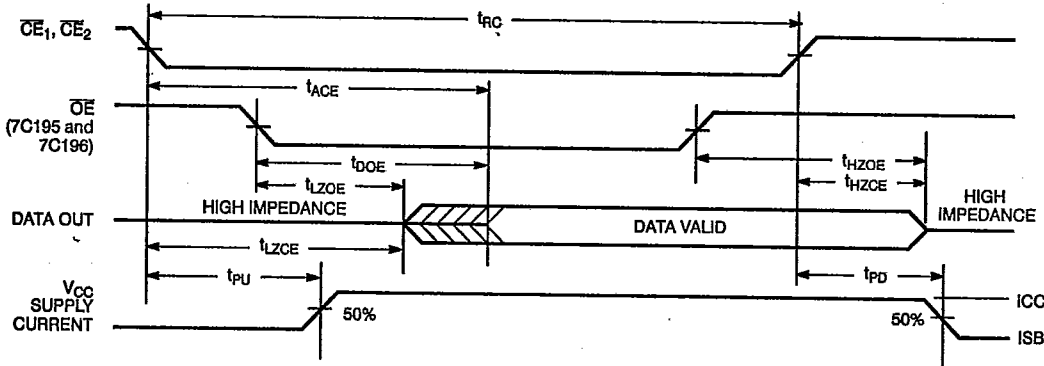 tRC
CE1, CE2
tACE
OE
(7C195 and
7C196)
tDOE
tHZOE
tLZOE
tHZCE
HIGH IMPEDANCE
HIGH
IMPEDANCE
DATA OUT
DATA VALID
tLZCE
tPU
tPD
VCC
SUPPLY
CURRENT
50%
50%
ICC
ISB